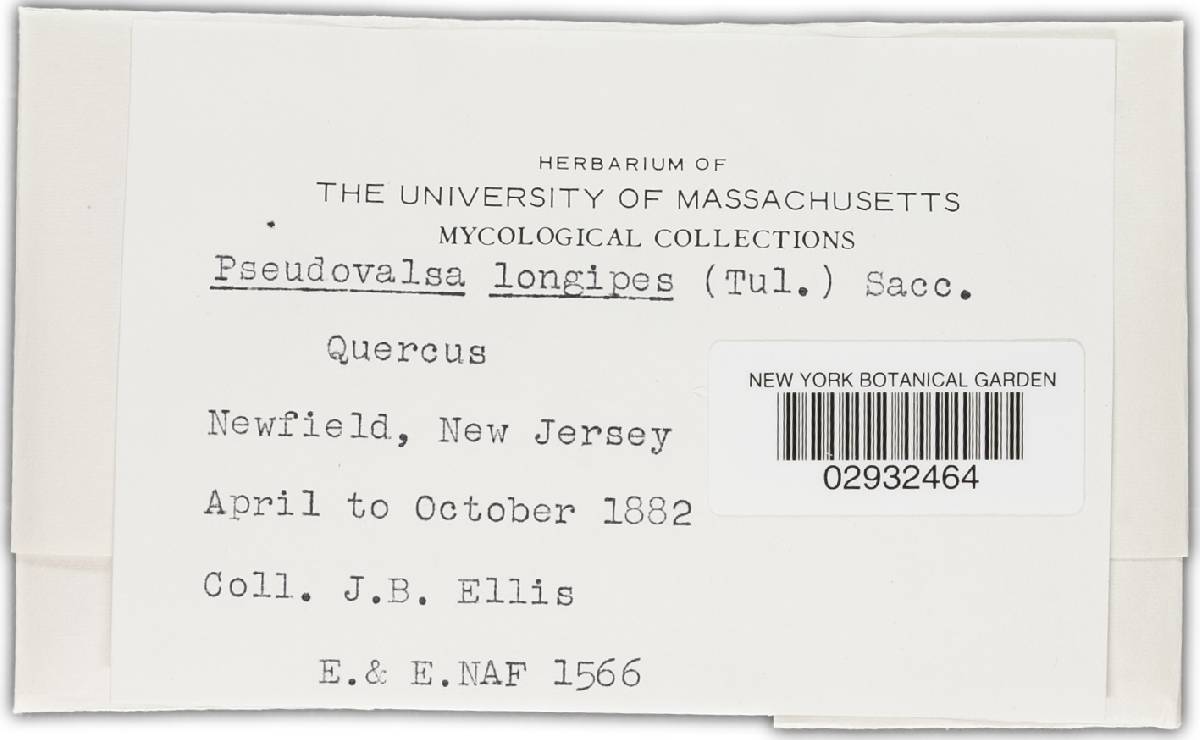 HERBARIUM OF
THE UNIVERSITY OF MASSACHUSETTS
MYCOLOGICAL COLLECTIONS
Pseudovalsa longipes (Tul.) Sacc.
Quercus
Newfield, New Jersey
April to October 1882
Coll. J.B. Ellis
E.& E.NAF 1566
NEW YORK BOTANICAL GARDEN
02932464